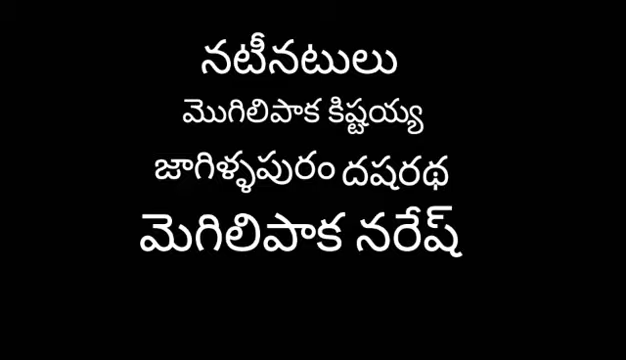 నటీనటులు
మొగిలిపాక కిష్టయ్య
జాగిళ్ళపురం దషరథ
మెగిలిపాక నరేష్